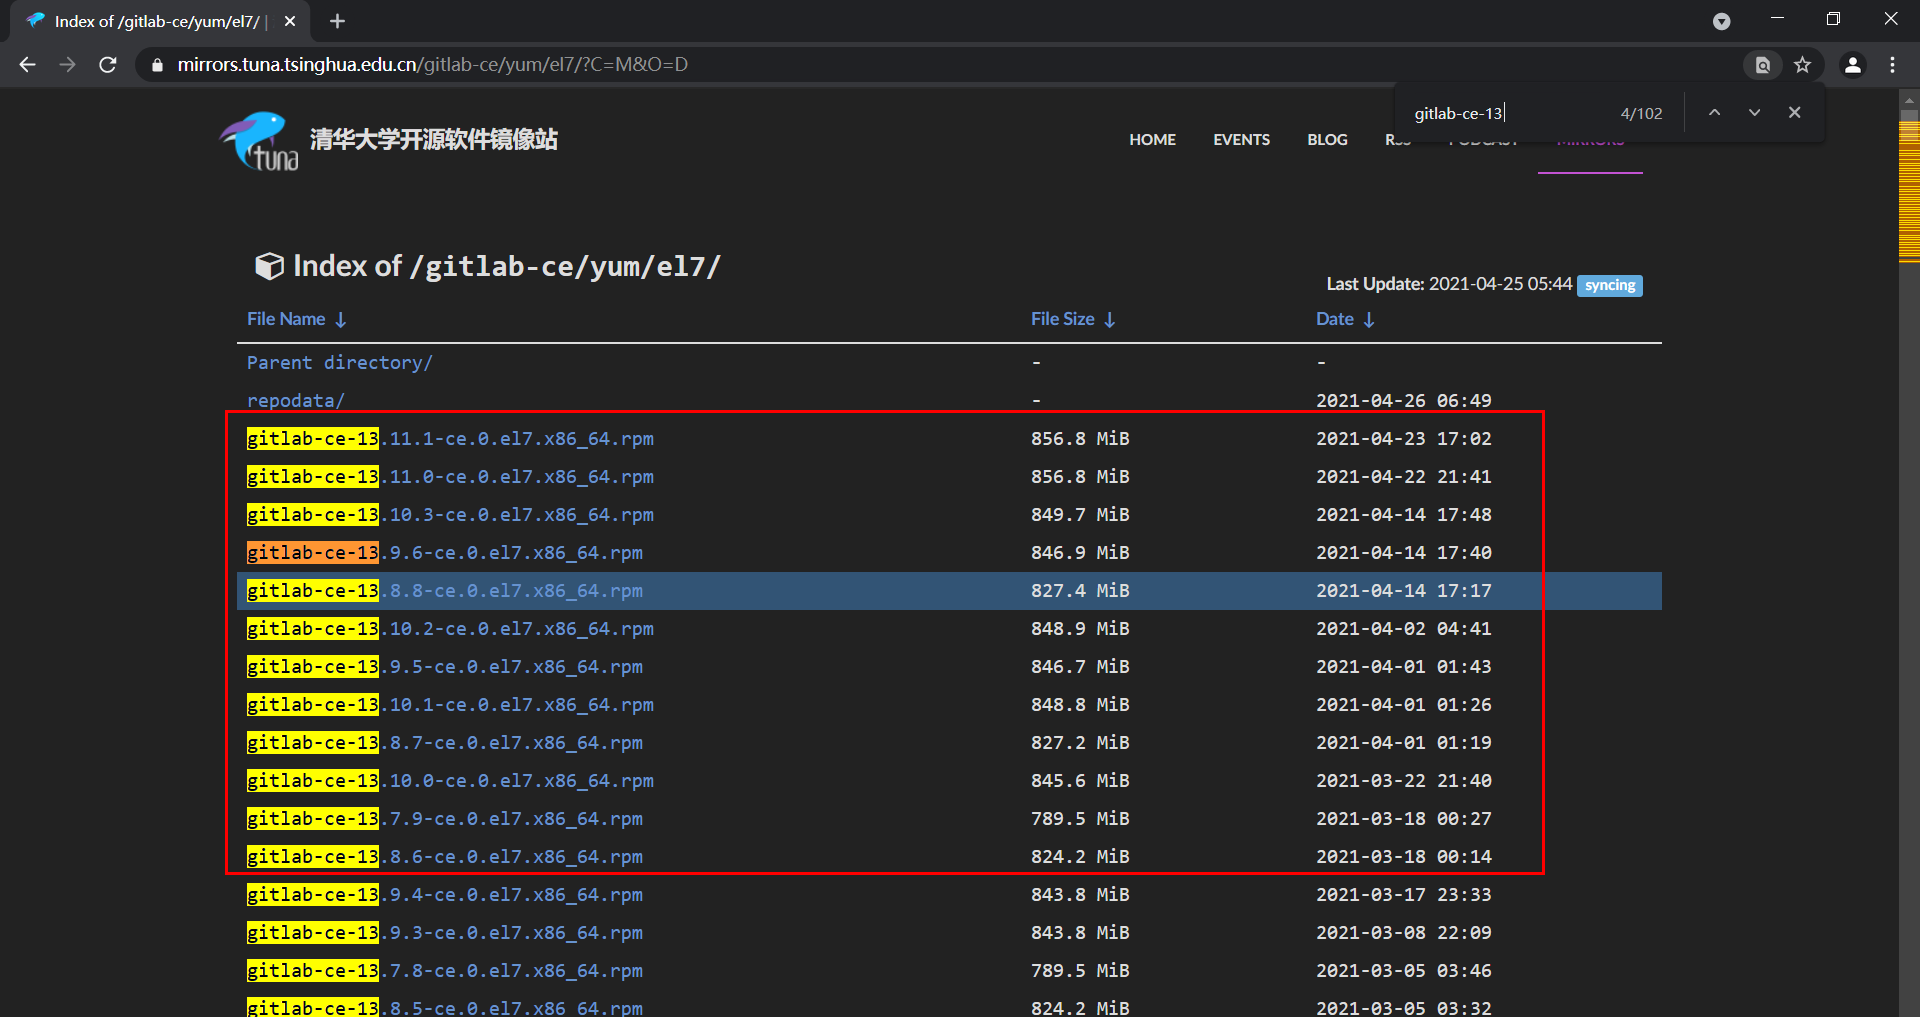 Index of /gitlab-ce/yum/el7/ |
mirrors.tuna.tsinghua.edu.cn/gitlab-ce/yum/el7/?C=M&O=D
gitlab-ce-13 4/102
tuna 清华大学开源软件镜像站 HOME EVENTS BLOG RSS PODCAST MIRRORS
Index of /gitlab-ce/yum/el7/
Last Update: 2021-04-25 05:44 syncing
File Name ↓ File Size ↓ Date ↓
Parent directory/ - -
repodata/ - 2021-04-26 06:49
gitlab-ce-13.11.1-ce.0.el7.x86_64.rpm 856.8 MiB 2021-04-23 17:02
gitlab-ce-13.11.0-ce.0.el7.x86_64.rpm 856.8 MiB 2021-04-22 21:41
gitlab-ce-13.10.3-ce.0.el7.x86_64.rpm 849.7 MiB 2021-04-14 17:48
gitlab-ce-13.9.6-ce.0.el7.x86_64.rpm 846.9 MiB 2021-04-14 17:40
gitlab-ce-13.8.8-ce.0.el7.x86_64.rpm 827.4 MiB 2021-04-14 17:17
gitlab-ce-13.10.2-ce.0.el7.x86_64.rpm 848.9 MiB 2021-04-02 04:41
gitlab-ce-13.9.5-ce.0.el7.x86_64.rpm 846.7 MiB 2021-04-01 01:43
gitlab-ce-13.10.1-ce.0.el7.x86_64.rpm 848.8 MiB 2021-04-01 01:26
gitlab-ce-13.8.7-ce.0.el7.x86_64.rpm 827.2 MiB 2021-04-01 01:19
gitlab-ce-13.10.0-ce.0.el7.x86_64.rpm 845.6 MiB 2021-03-22 21:40
gitlab-ce-13.7.9-ce.0.el7.x86_64.rpm 789.5 MiB 2021-03-18 00:27
gitlab-ce-13.8.6-ce.0.el7.x86_64.rpm 824.2 MiB 2021-03-18 00:14
gitlab-ce-13.9.4-ce.0.el7.x86_64.rpm 843.8 MiB 2021-03-17 23:33
gitlab-ce-13.9.3-ce.0.el7.x86_64.rpm 843.8 MiB 2021-03-08 22:09
gitlab-ce-13.7.8-ce.0.el7.x86_64.rpm 789.5 MiB 2021-03-05 03:46
gitlab-ce-13.8.5-ce.0.el7.x86_64.rpm 824.2 MiB 2021-03-05 03:32